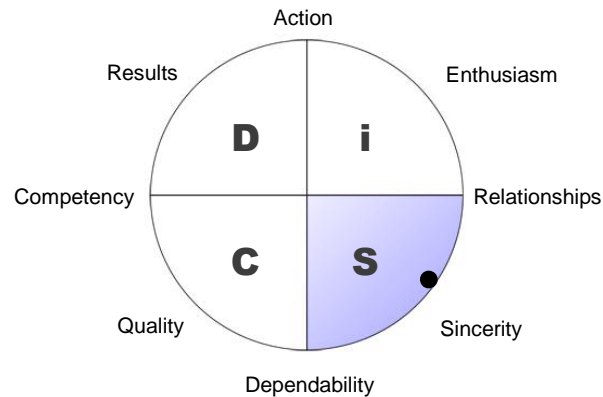 Action
Results
Enthusiasm
D
i
Competency
Relationships
C
S
Quality
Sincerity
Dependability